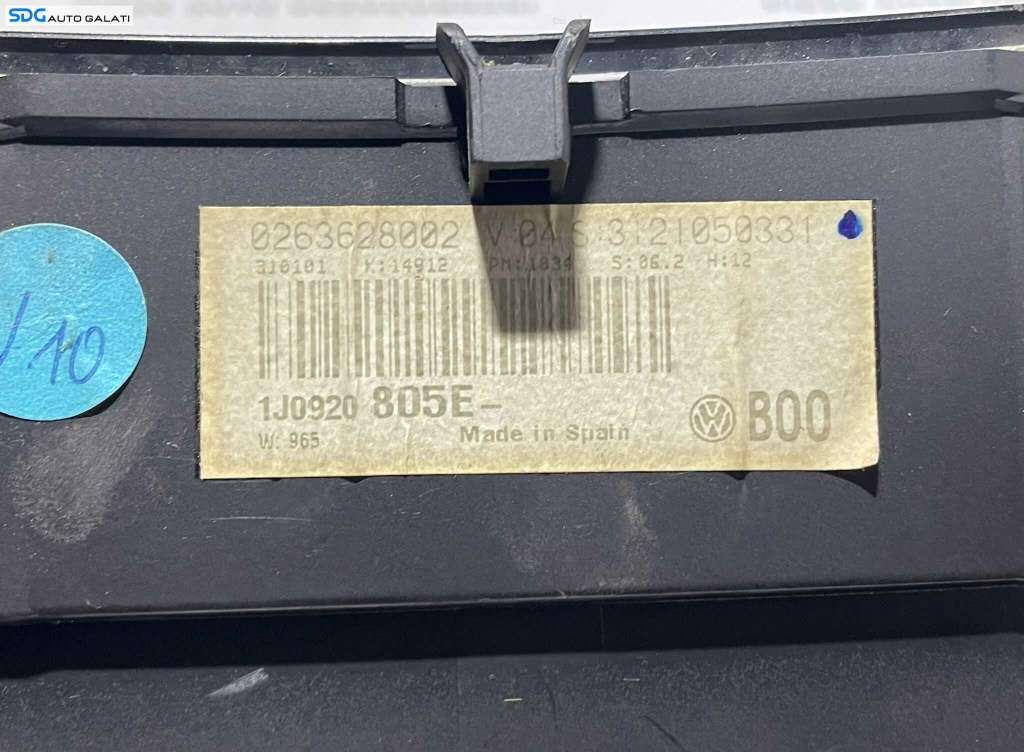 SDG AUTO GALATI
0263628002 V 04 S 3121050331
310101 K:14912 PM:1834 S:06.2 H:12
1J0920 805E-
W: 965 Made in Spain B00
10